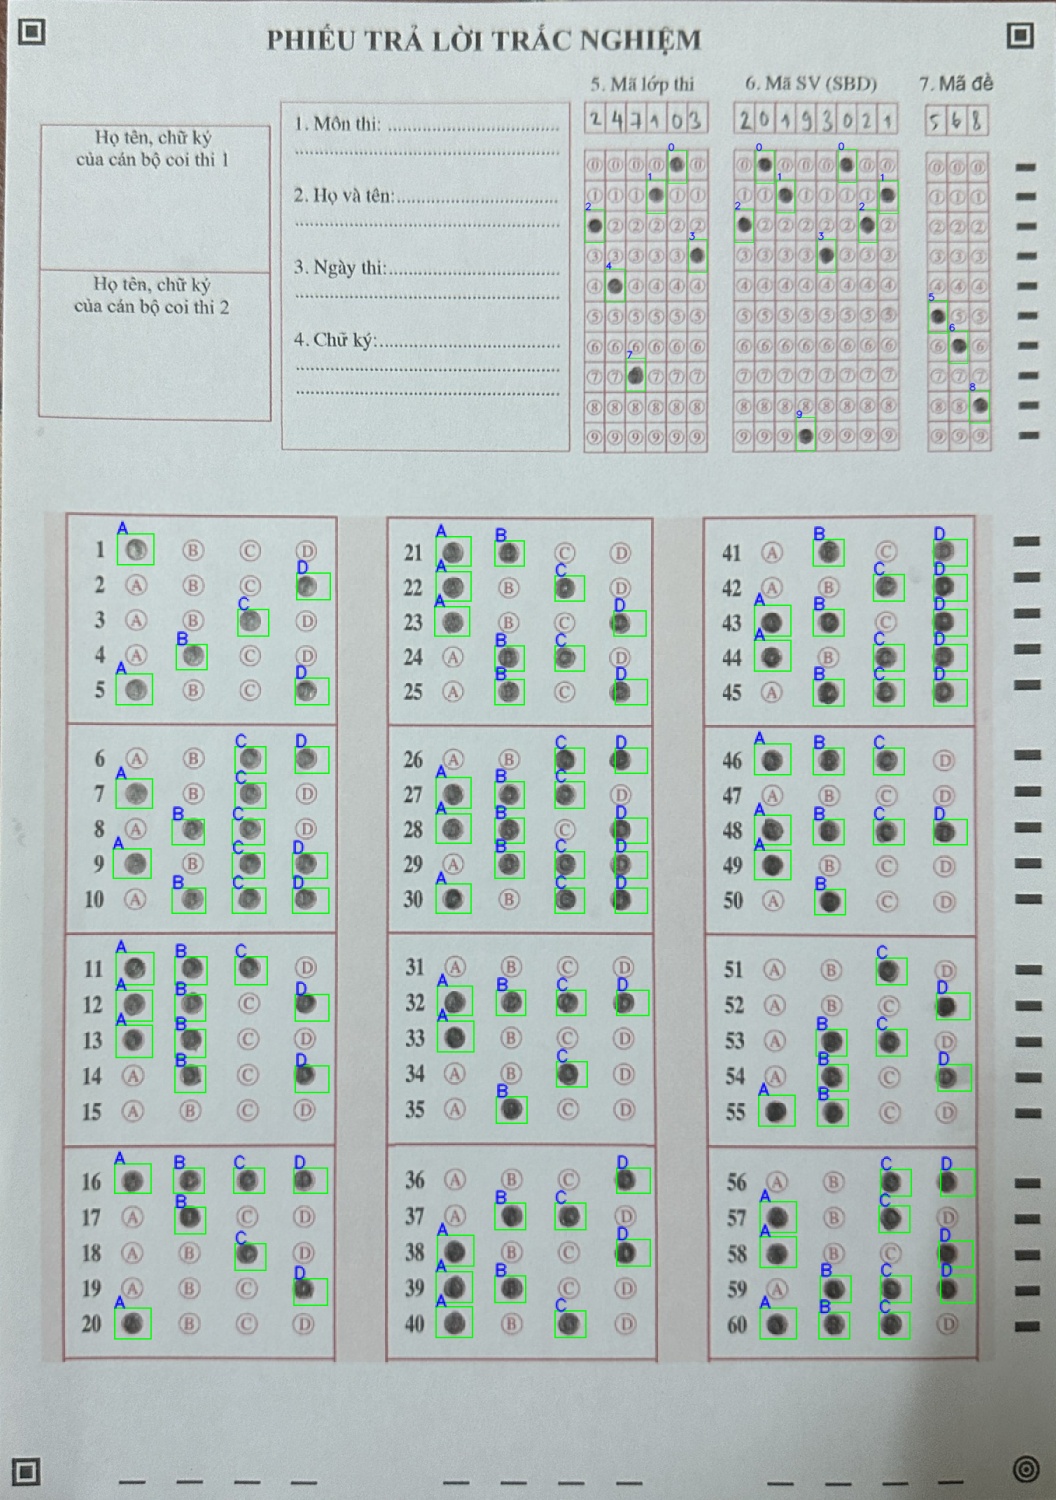 PHIẾU TRẢ LỜI TRẮC NGHIỆM
Họ tên, chữ ký
của cán bộ coi thi 1
Họ tên, chữ ký
của cán bộ coi thi 2
1. Môn thi: ....................................
2. Họ và tên:..................................
3. Ngày thi:....................................
4. Chữ ký:......................................
5. Mã lớp thi
2 4 7 1 0 3
6. Mã SV (SBD)
2 0 1 9 3 0 2 1
7. Mã đề
5 6 8
1 A B C D
2 A B C D
3 A B C D
4 A B C D
5 A B C D
6 A B C D
7 A B C D
8 A B C D
9 A B C D
10 A B C D
11 A B C D
12 A B C D
13 A B C D
14 A B C D
15 A B C D
16 A B C D
17 A B C D
18 A B C D
19 A B C D
20 A B C D
21 A B C D
22 A B C D
23 A B C D
24 A B C D
25 A B C D
26 A B C D
27 A B C D
28 A B C D
29 A B C D
30 A B C D
31 A B C D
32 A B C D
33 A B C D
34 A B C D
35 A B C D
36 A B C D
37 A B C D
38 A B C D
39 A B C D
40 A B C D
41 A B C D
42 A B C D
43 A B C D
44 A B C D
45 A B C D
46 A B C D
47 A B C D
48 A B C D
49 A B C D
50 A B C D
51 A B C D
52 A B C D
53 A B C D
54 A B C D
55 A B C D
56 A B C D
57 A B C D
58 A B C D
59 A B C D
60 A B C D